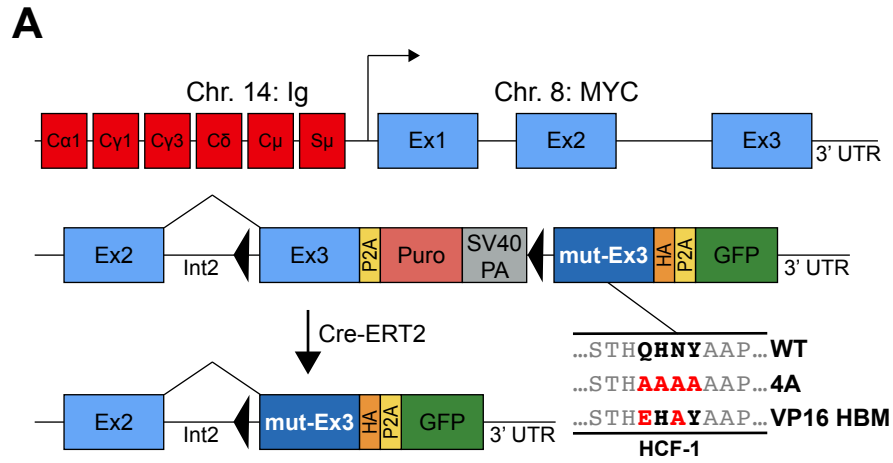 A
Chr. 14: Ig
Chr. 8: MYC
Cα1 Cγ1 Cγ3 Cδ Cμ Sμ Ex1 Ex2 Ex3 3’ UTR
Ex2 Int2 Ex3 P2A Puro SV40 PA mut-Ex3 HA P2A GFP 3’ UTR
Cre-ERT2
Ex2 Int2 mut-Ex3 HA P2A GFP 3’ UTR
...STHQHNYAAP... WT
...STHAAAAAAP... 4A
...STHEHAYAAP... VP16 HBM
HCF-1